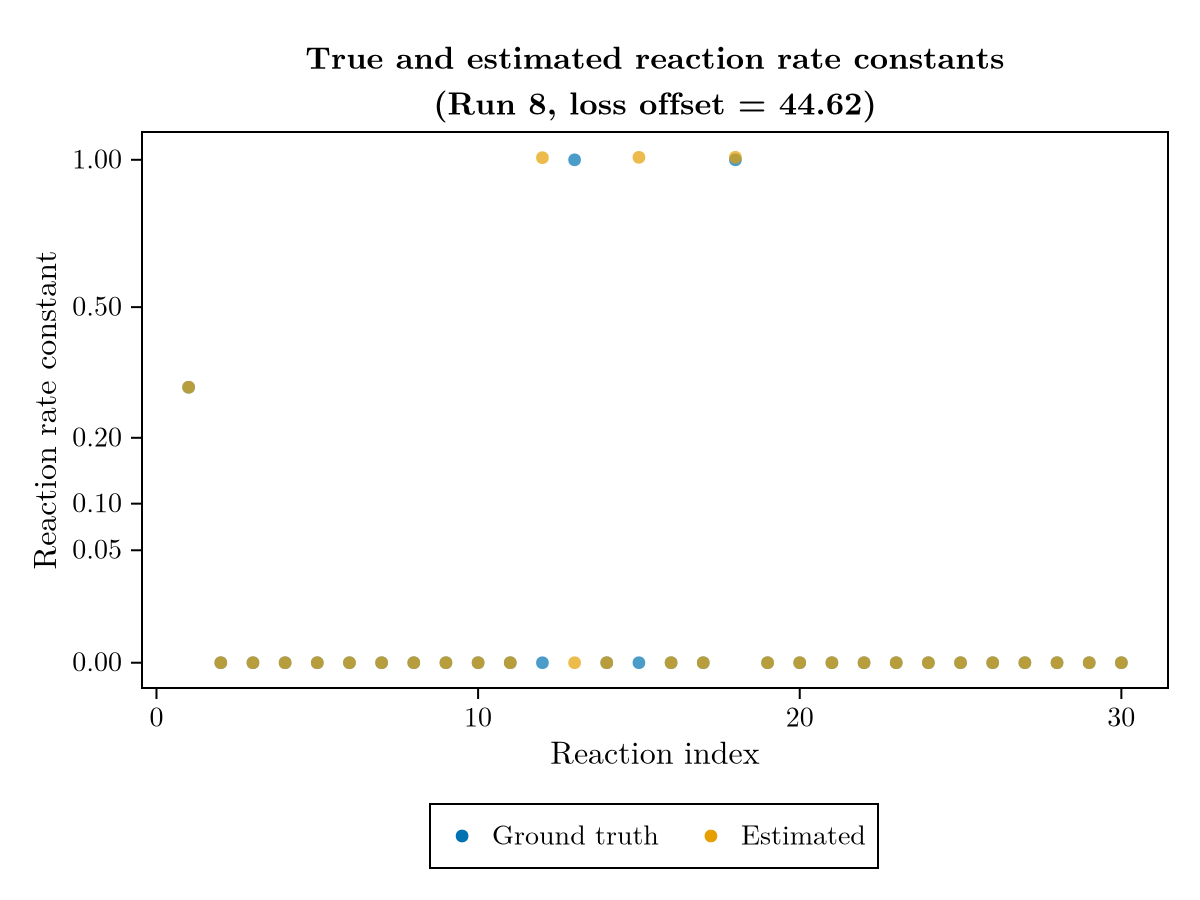 True and estimated reaction rate constants
(Run 8, loss offset = 44.62)
Reaction rate constant
1.00
0.50
0.20
0.10
0.05
0.00
0 10 20 30
Reaction index
Ground truth Estimated